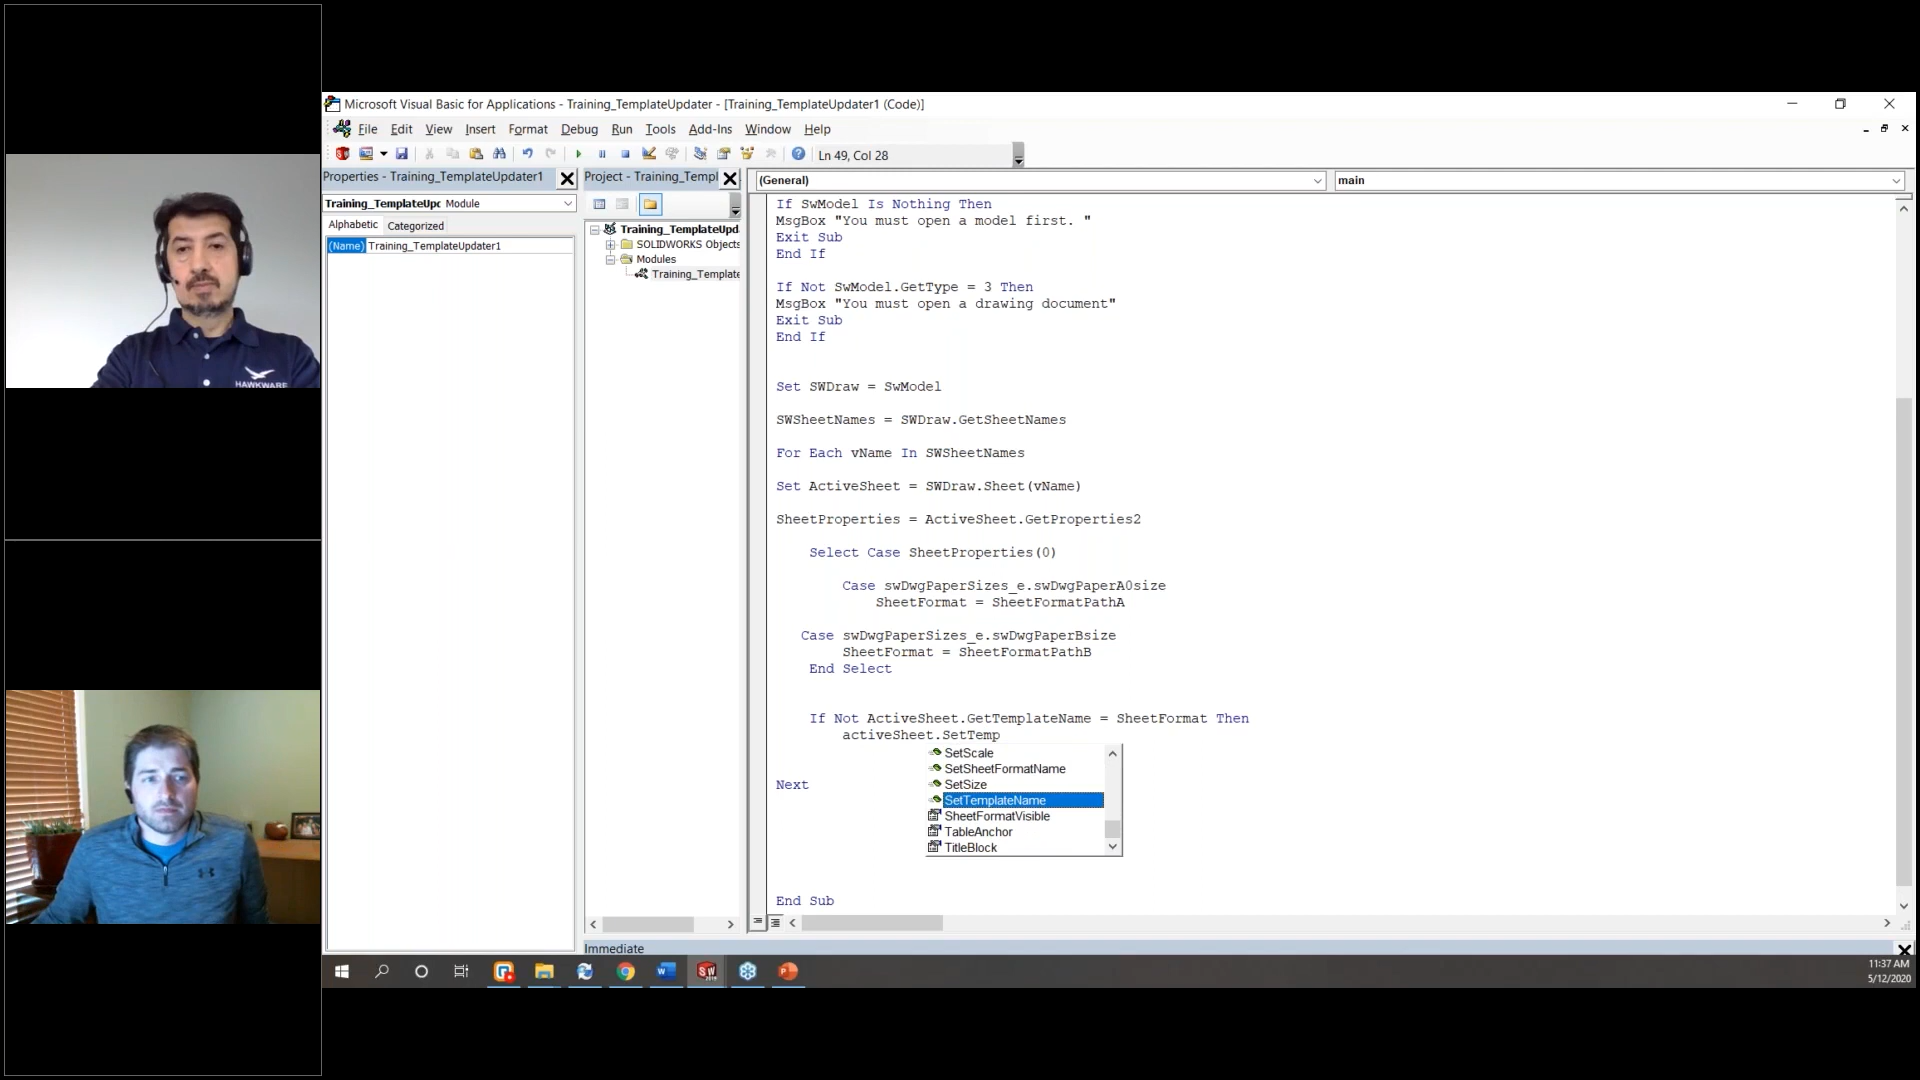 HAWKWARE
Microsoft Visual Basic for Applications - Training_TemplateUpdater - [Training_TemplateUpdater1 (Code)]
File Edit View Insert Format Debug Run Tools Add-Ins Window Help
Ln 49, Col 28
Properties - Training_TemplateUpdater1
Training_TemplateUpc Module
Alphabetic Categorized
(Name) Training_TemplateUpdater1
Project - Training_Templ
Training_TemplateUpd
SOLIDWORKS Objects
Modules
Training_Template
(General) main
If SwModel Is Nothing Then
MsgBox "You must open a model first. "
Exit Sub
End If
If Not SwModel.GetType = 3 Then
MsgBox "You must open a drawing document"
Exit Sub
End If
Set SWDraw = SwModel
SWSheetNames = SWDraw.GetSheetNames
For Each vName In SWSheetNames
Set ActiveSheet = SWDraw.Sheet(vName)
SheetProperties = ActiveSheet.GetProperties2
Select Case SheetProperties(0)
Case swDwgPaperSizes_e.swDwgPaperA0size
SheetFormat = SheetFormatPathA
Case swDwgPaperSizes_e.swDwgPaperBsize
SheetFormat = SheetFormatPathB
End Select
If Not ActiveSheet.GetTemplateName = SheetFormat Then
activeSheet.SetTemp
SetScale
SetSheetFormatName
SetSize
SetTemplateName
SheetFormatVisible
TableAnchor
TitleBlock
Next
End Sub
Immediate
11:37 AM
5/12/2020